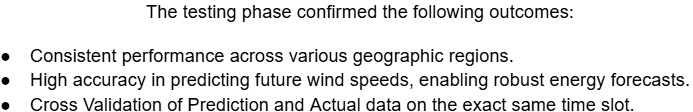 The testing phase confirmed the following outcomes:
● Consistent performance across various geographic regions.
● High accuracy in predicting future wind speeds, enabling robust energy forecasts.
● Cross Validation of Prediction and Actual data on the exact same time slot.